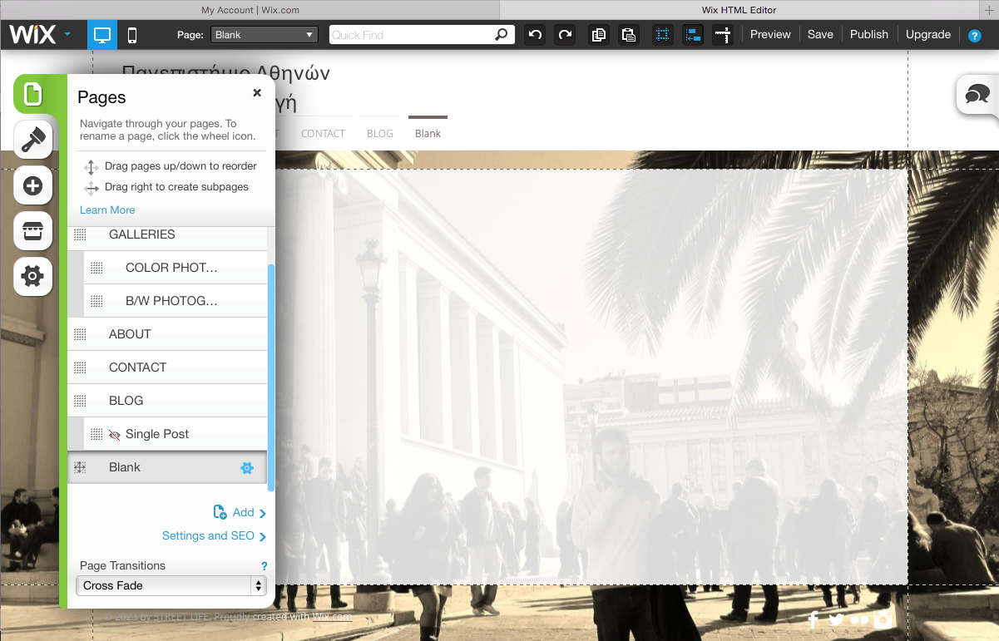 My Account | Wix.com
Wix HTML Editor
WiX
Page: Blank
Quick Find
Preview
Save
Publish
Upgrade
?
Πανεπιστήμιο Αθηνών
γή
Pages
Navigate through your pages. To
rename a page, click the wheel icon.
Drag pages up/down to reorder
Drag right to create subpages
Learn More
T
CONTACT
BLOG
Blank
GALLERIES
COLOR PHOT…
B/W PHOTOG…
ABOUT
CONTACT
BLOG
Single Post
Blank
Add
Settings and SEO
Page Transitions
?
Cross Fade
by STREET LIFE. Proudly created with Wix.com